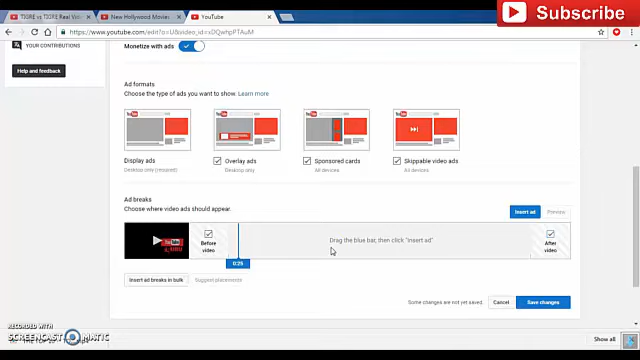 TIGRE vs TIGRE Real Vide
New Hollywood Movies
YouTube
Subscribe
https://www.youtube.com/edit?o=U&video_id=xDQwhpPTAuM
YOUR CONTRIBUTIONS
Monetize with ads
Help and feedback
Ad formats
Choose the type of ads you want to show. Learn more
Display ads
Desktop only (required)
Overlay ads
Desktop only
Sponsored cards
All devices
Skippable video ads
All devices
Ad breaks
Choose where video ads should appear.
Insert ad
Preview
Before
video
Drag the blue bar, then click "insert ad"
After
video
0:25
Insert ad breaks in bulk
Suggest placements
Some changes are not yet saved.
Cancel
Save changes
RECORDED WITH
SCREENCAST MATIC
Show all